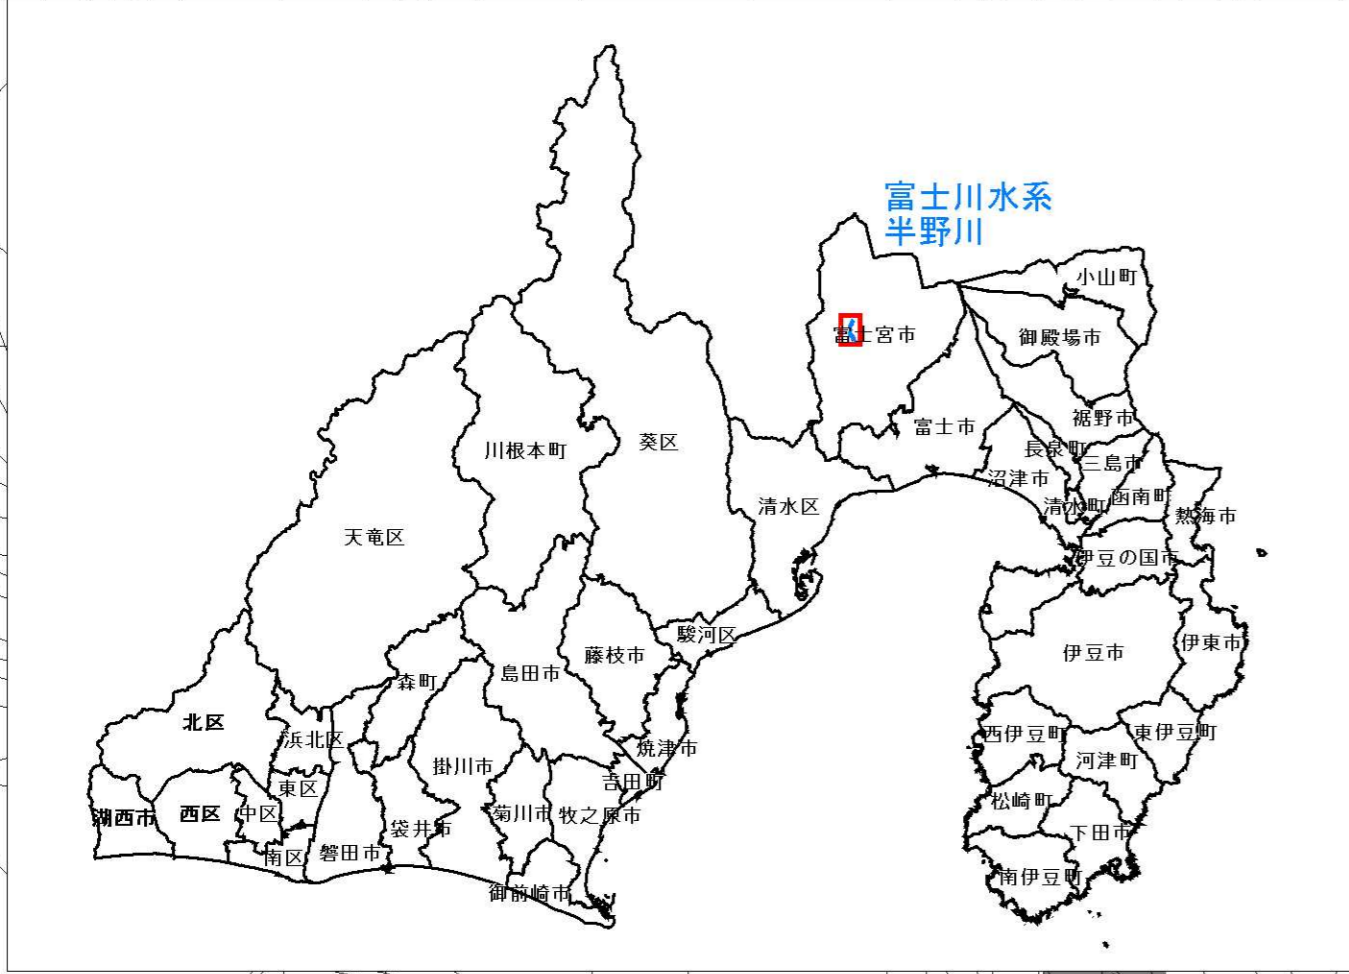 富士川水系
半野川
小山町
富士宮市
御殿場市
裾野市
富士市
葵区
長泉町
川根本町
三島市
沼津市
函南町
清水区
清水町
熱海市
天竜区
伊豆の国市
駿河区
伊東市
藤枝市
伊豆市
島田市
森町
北区
西伊豆町
東伊豆町
浜北区
焼津市
河津町
掛川市
吉田町
東区
松崎町
湖西市
西区
中区
菊川市
牧之原市
袋井市
下田市
磐田市
南区
南伊豆町
御前崎市